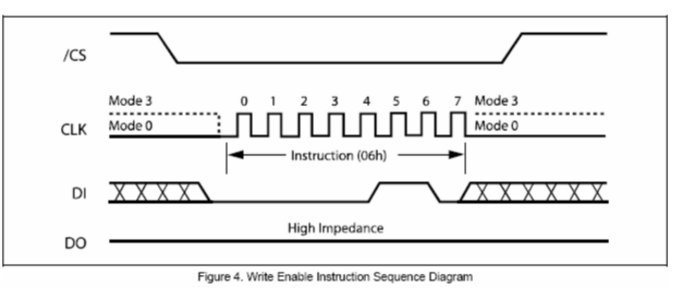 /CS
Mode 3 0 1 2 3 4 5 6 7 Mode 3
CLK Mode 0 Mode 0
Instruction (06h)
DI
High Impedance
DO
Figure 4. Write Enable Instruction Sequence Diagram